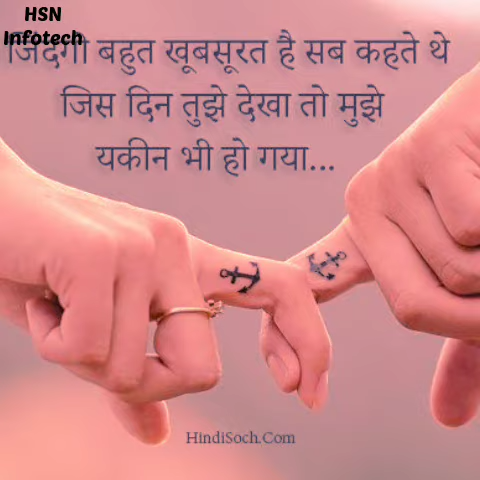 HSN
Infotech
जिंदगी बहुत खूबसूरत है सब कहते थे
जिस दिन तुझे देखा तो मुझे
यकीन भी हो गया...
HindiSoch.Com